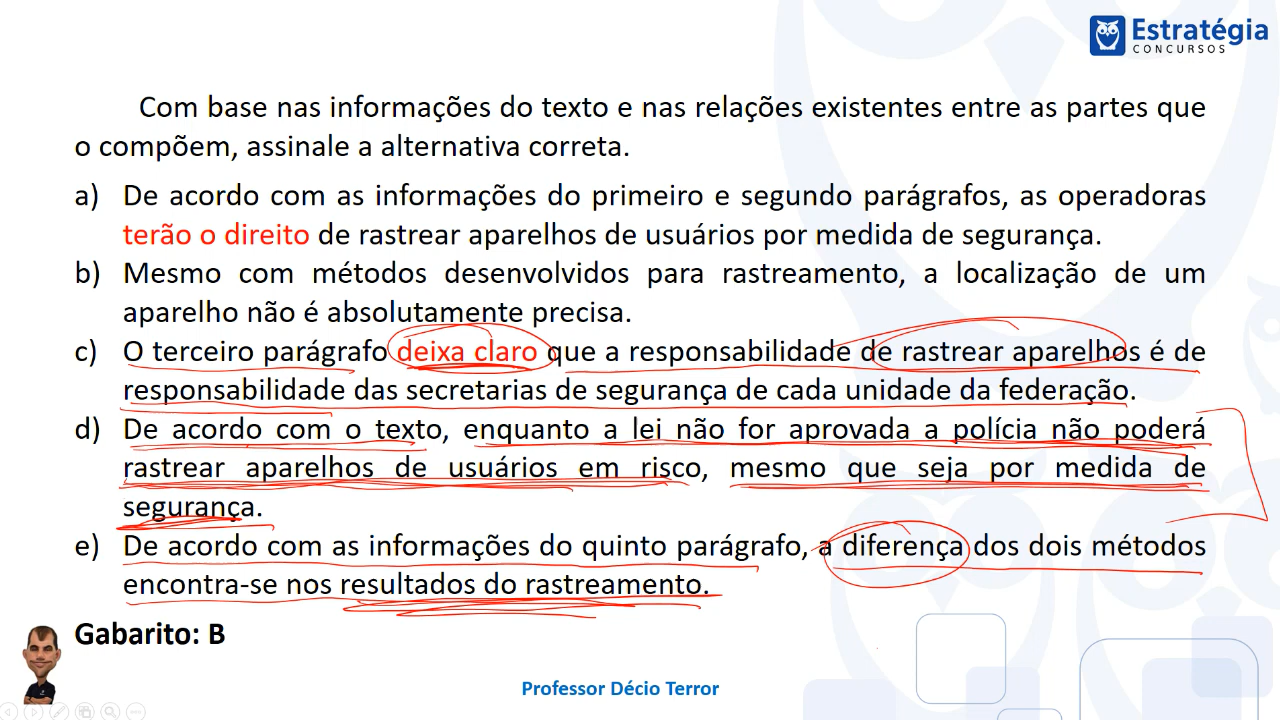 Estratégia
CONCURSOS
Com base nas informações do texto e nas relações existentes entre as partes que
o compõem, assinale a alternativa correta.
a) De acordo com as informações do primeiro e segundo parágrafos, as operadoras
terão o direito de rastrear aparelhos de usuários por medida de segurança.
b) Mesmo com métodos desenvolvidos para rastreamento, a localização de um
aparelho não é absolutamente precisa.
c) O terceiro parágrafo deixa claro que a responsabilidade de rastrear aparelhos é de
responsabilidade das secretarias de segurança de cada unidade da federação.
d) De acordo com o texto, enquanto a lei não for aprovada a polícia não poderá
rastrear aparelhos de usuários em risco, mesmo que seja por medida de
segurança.
e) De acordo com as informações do quinto parágrafo, a diferença dos dois métodos
encontra-se nos resultados do rastreamento.
Gabarito: B
Professor Décio Terror